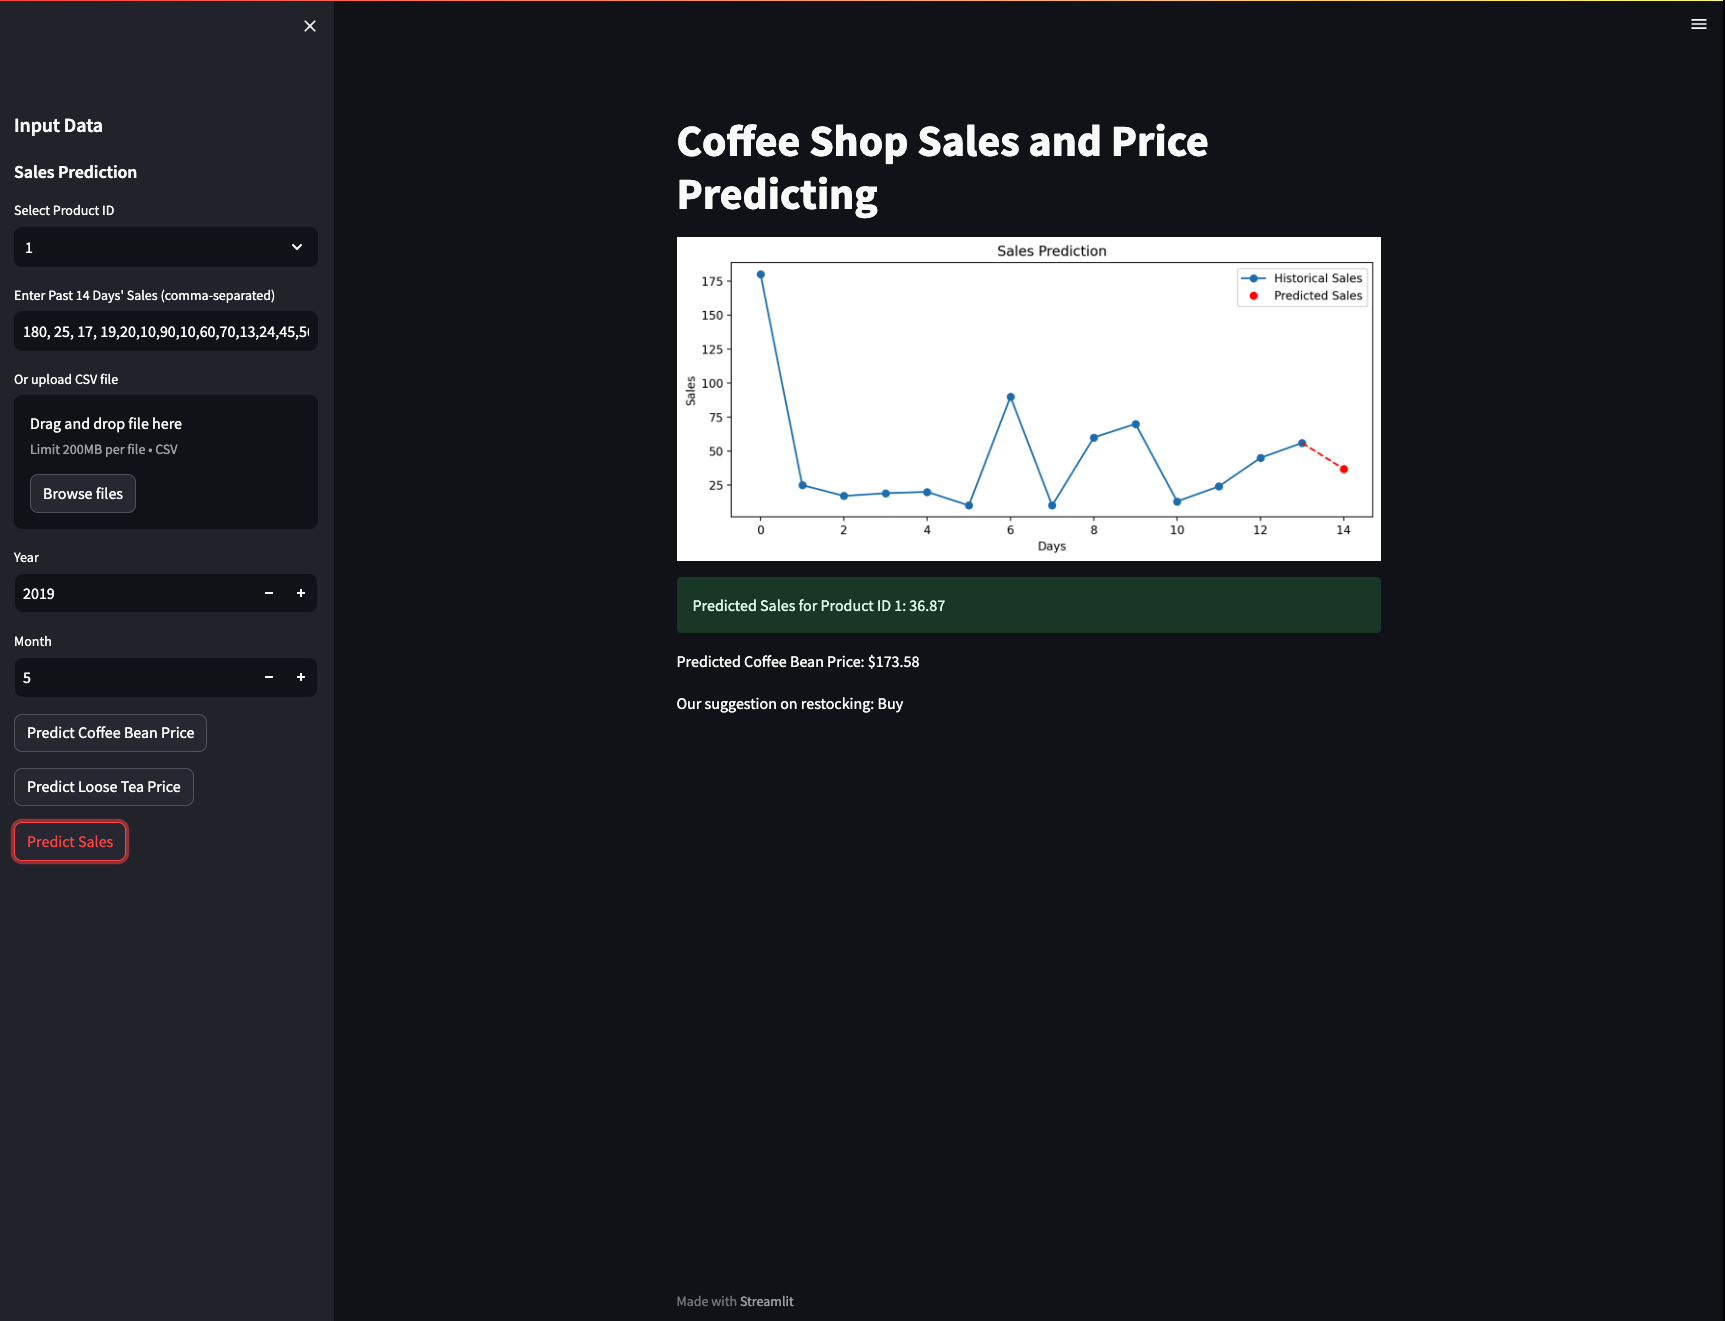 Input Data
Sales Prediction
Select Product ID
1
Enter Past 14 Days' Sales (comma-separated)
180, 25, 17, 19,20,10,90,10,60,70,13,24,45,5
Or upload CSV file
Drag and drop file here
Limit 200MB per file • CSV
Browse files
Year
2019
Month
5
Predict Coffee Bean Price
Predict Loose Tea Price
Predict Sales
Coffee Shop Sales and Price
Predicting
Sales Prediction
Historical Sales
Predicted Sales
175
150
125
100
75
50
25
Sales
0 2 4 6 8 10 12 14
Days
Predicted Sales for Product ID 1: 36.87
Predicted Coffee Bean Price: $173.58
Our suggestion on restocking: Buy
Made with Streamlit